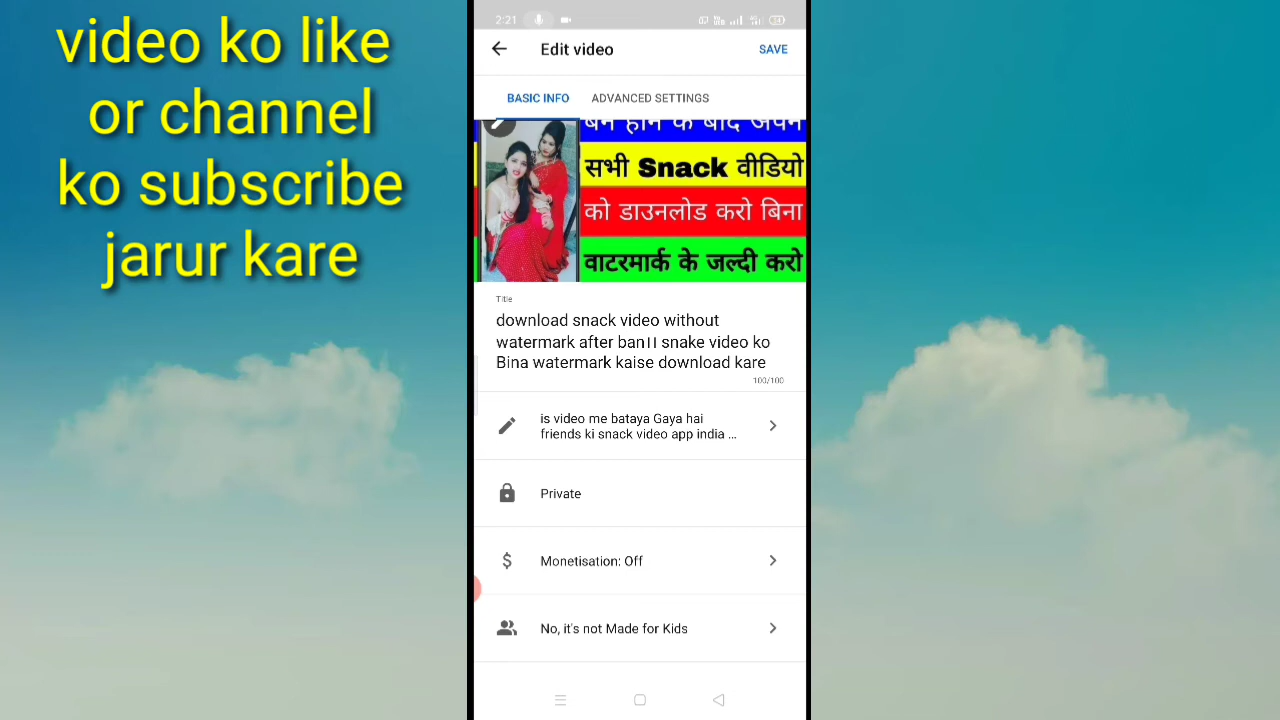 video ko like
or channel
ko subscribe
jarur kare
2:21
Edit video
SAVE
BASIC INFO
ADVANCED SETTINGS
बैन होने के बाद अपने
सभी Snack वीडियो
को डाउनलोड करो बिना
वाटरमार्क के जल्दी करो
Title
download snack video without
watermark after ban।। snake video ko
Bina watermark kaise download kare
100/100
is video me bataya Gaya hai
friends ki snack video app india ...
Private
Monetisation: Off
No, it's not Made for Kids